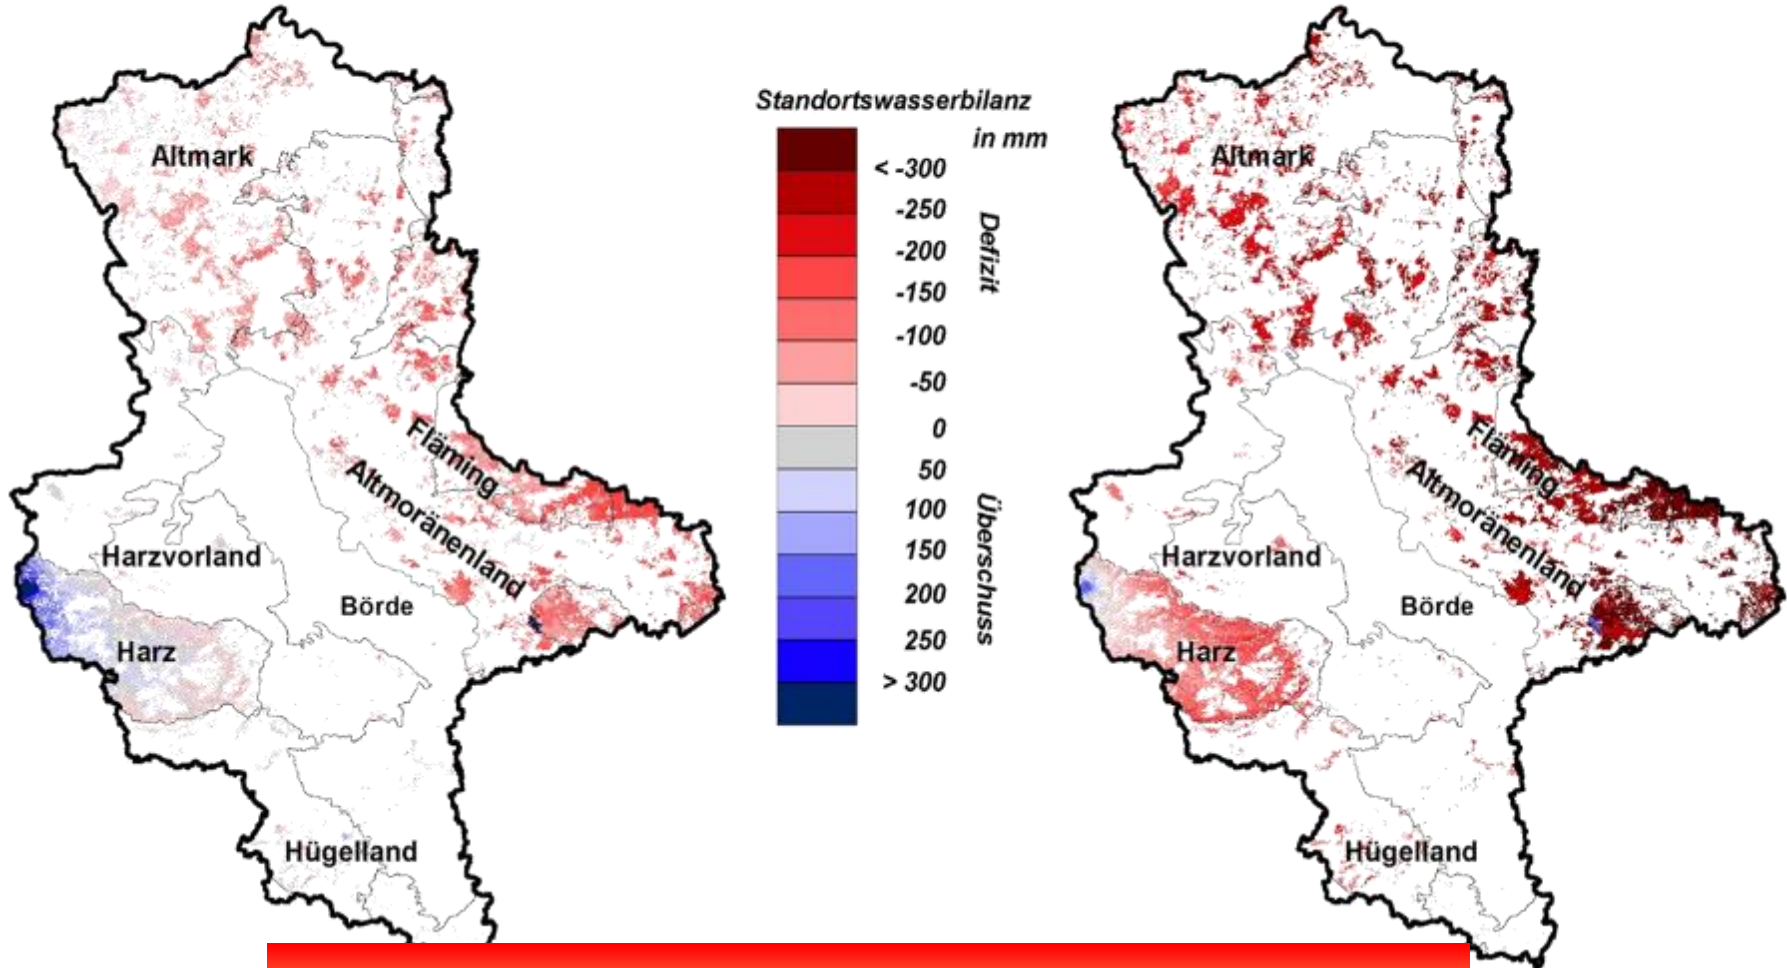 Altmark
Fläming
Altmoränenland
Harzvorland
Börde
Harz
Hügelland
Standortswasserbilanz
in mm
< -300
-250
-200
-150
-100
-50
0
50
100
150
200
250
> 300
Defizit
Überschuss
Altmark
Fläming
Altmoränenland
Harzvorland
Börde
Harz
Hügelland